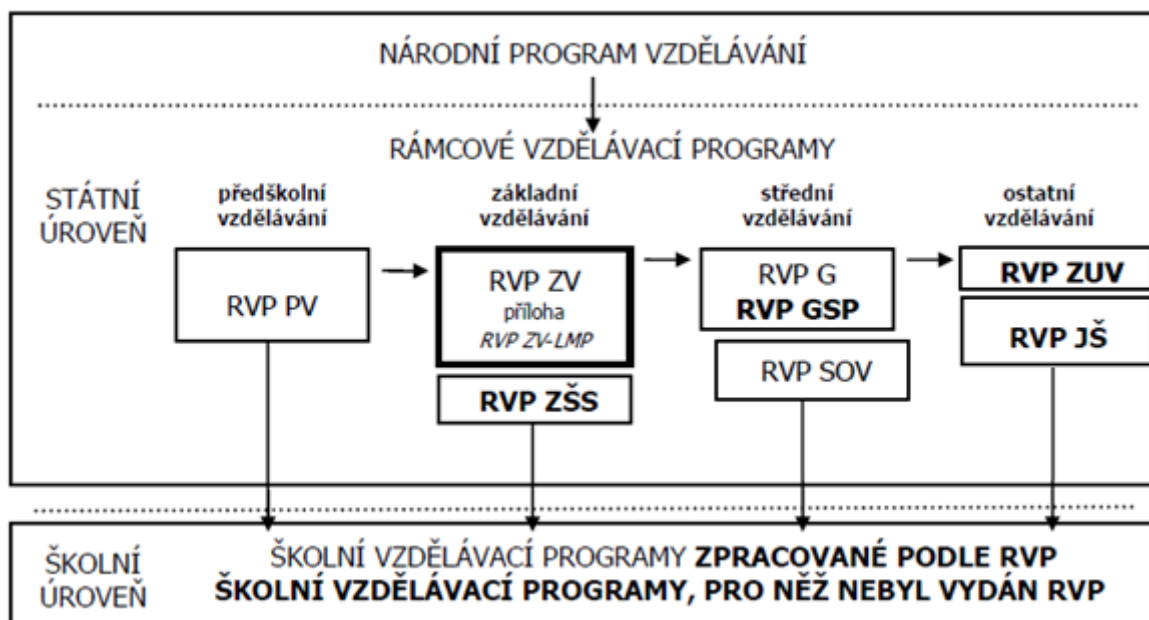 NÁRODNÍ PROGRAM VZDĚLÁVÁNÍ
RÁMCOVÉ VZDĚLÁVACÍ PROGRAMY
STÁTNÍ
ÚROVEŇ
předškolní
vzdělávání
základní
vzdělávání
střední
vzdělávání
ostatní
vzdělávání
RVP PV
RVP ZV
příloha
RVP ZV-LMP
RVP ZŠS
RVP G
RVP GSP
RVP SOV
RVP ZUV
RVP JŠ
ŠKOLNÍ
ÚROVEŇ
ŠKOLNÍ VZDĚLÁVACÍ PROGRAMY ZPRACOVANÉ PODLE RVP
ŠKOLNÍ VZDĚLÁVACÍ PROGRAMY, PRO NĚŽ NEBYL VYDÁN RVP